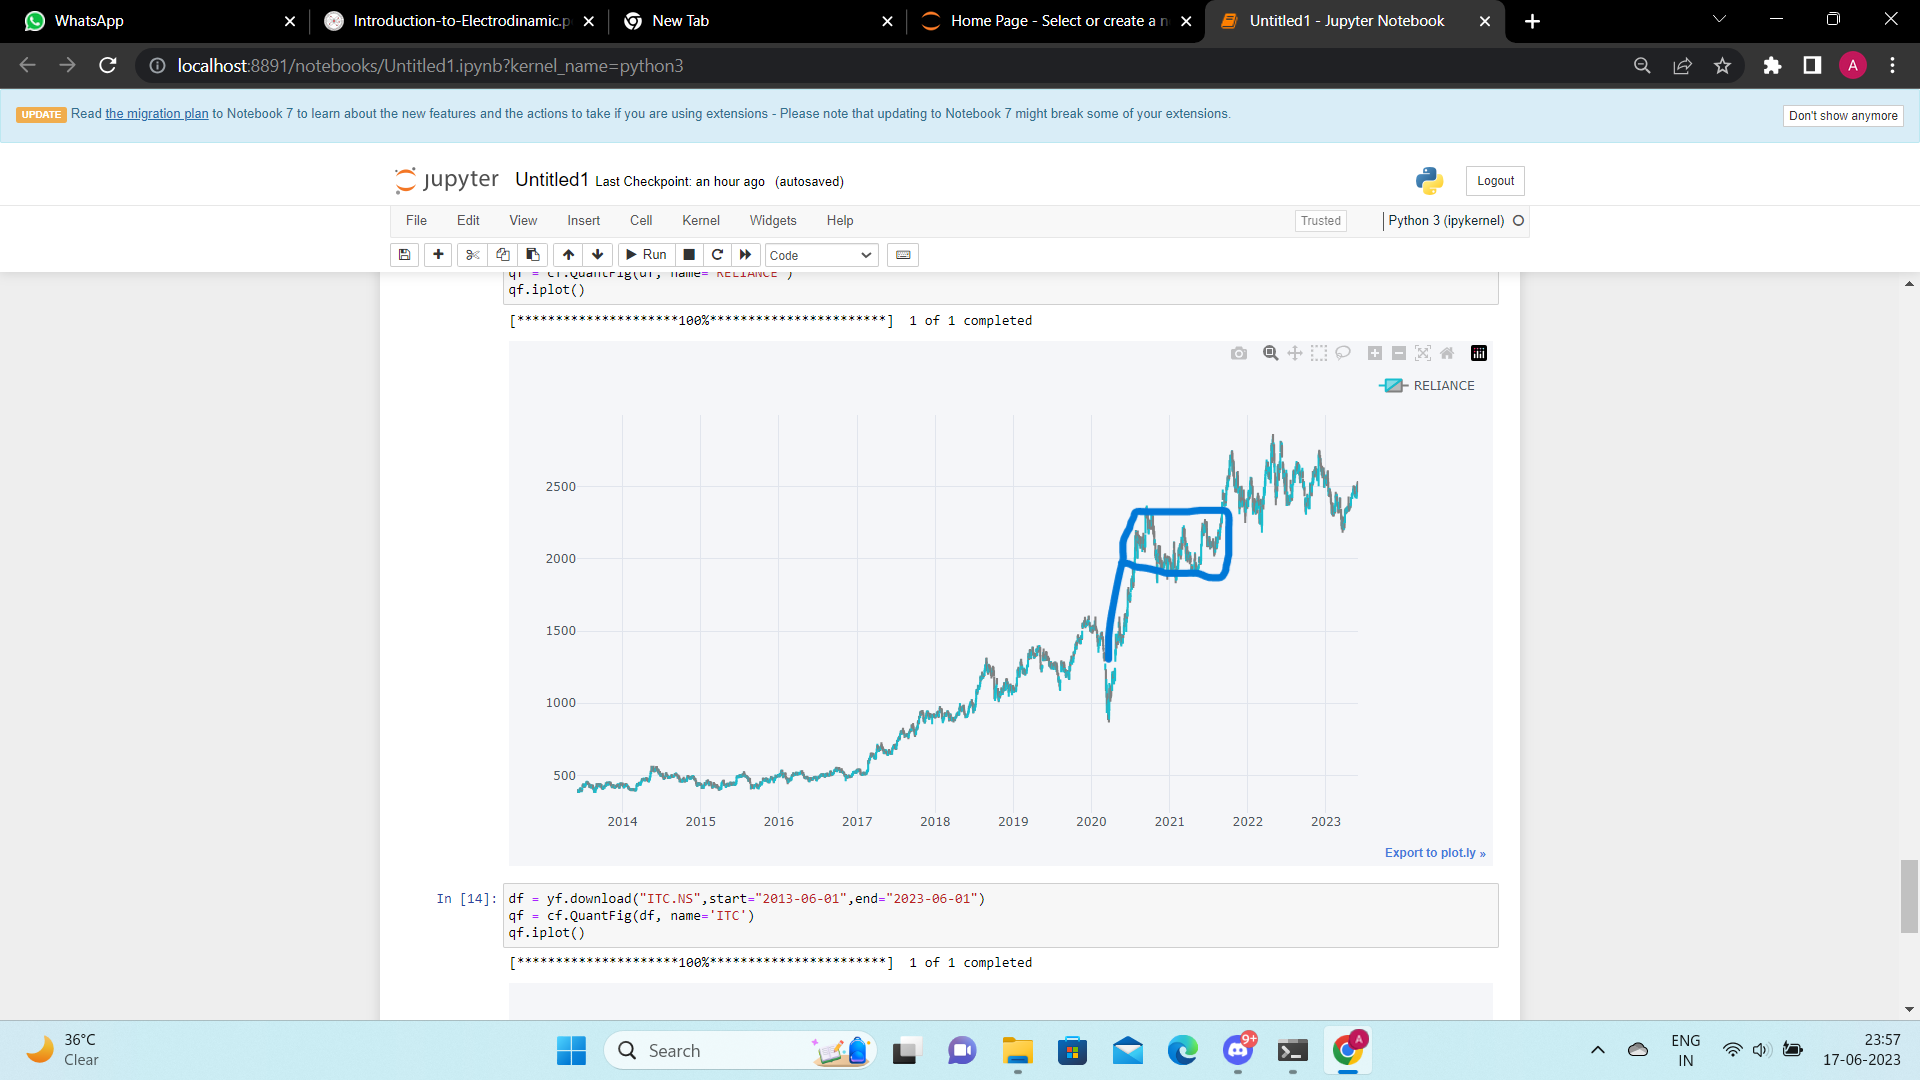 WhatsApp
Introduction-to-Electrodinamic.p
New Tab
Home Page - Select or create a n
Untitled1 - Jupyter Notebook
localhost:8891/notebooks/Untitled1.ipynb?kernel_name=python3
A
UPDATE Read the migration plan to Notebook 7 to learn about the new features and the actions to take if you are using extensions - Please note that updating to Notebook 7 might break some of your extensions.
Don't show anymore
jupyter Untitled1 Last Checkpoint: an hour ago (autosaved)
Logout
File Edit View Insert Cell Kernel Widgets Help
Trusted
Python 3 (ipykernel)
Run
Code
qf = cf.QuantFig(df, name='RELIANCE')
qf.iplot()
[*********************100%***********************]  1 of 1 completed
RELIANCE
2500
2000
1500
1000
500
2014 2015 2016 2017 2018 2019 2020 2021 2022 2023
Export to plot.ly »
In [14]: df = yf.download("ITC.NS",start="2013-06-01",end="2023-06-01")
qf = cf.QuantFig(df, name='ITC')
qf.iplot()
[*********************100%***********************]  1 of 1 completed
36°C
Clear
Search
9+
A
ENG
IN
23:57
17-06-2023